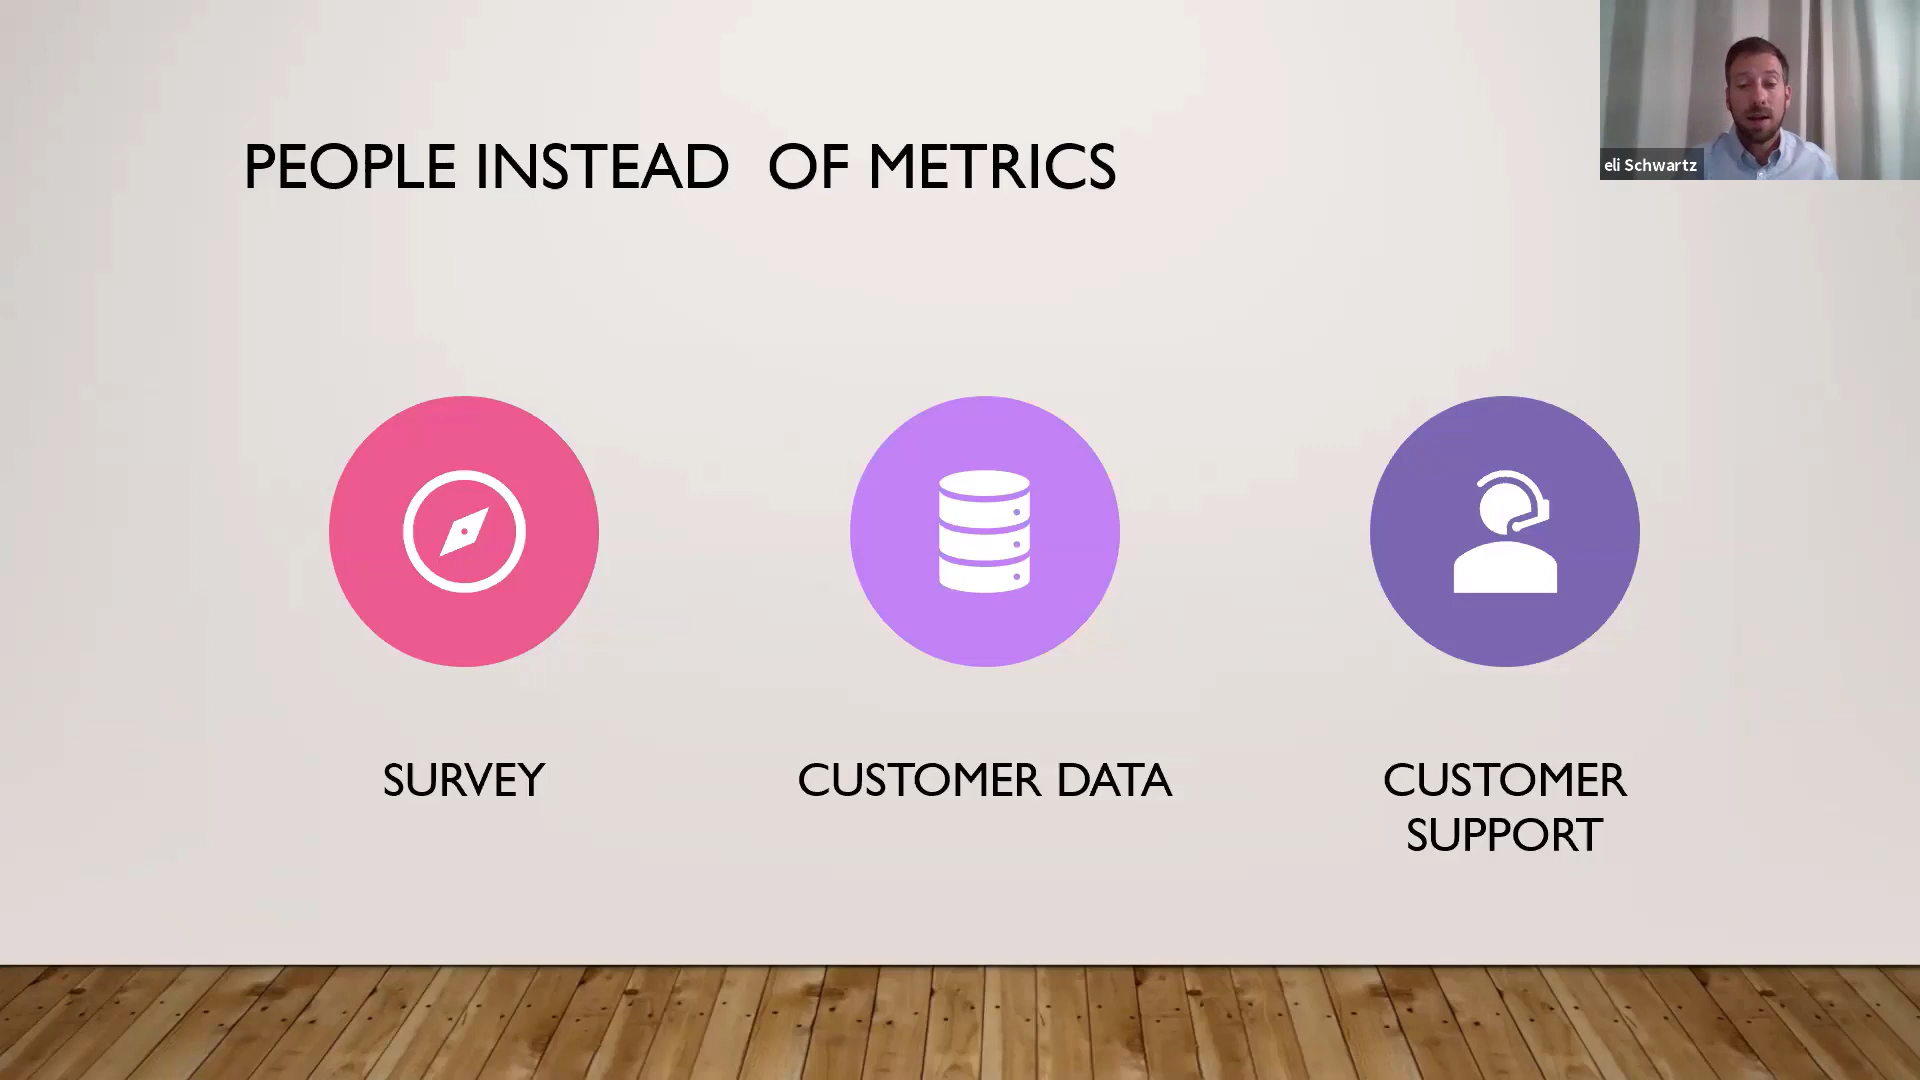 PEOPLE INSTEAD  OF METRICS
eli Schwartz
SURVEY
CUSTOMER DATA
CUSTOMER
SUPPORT